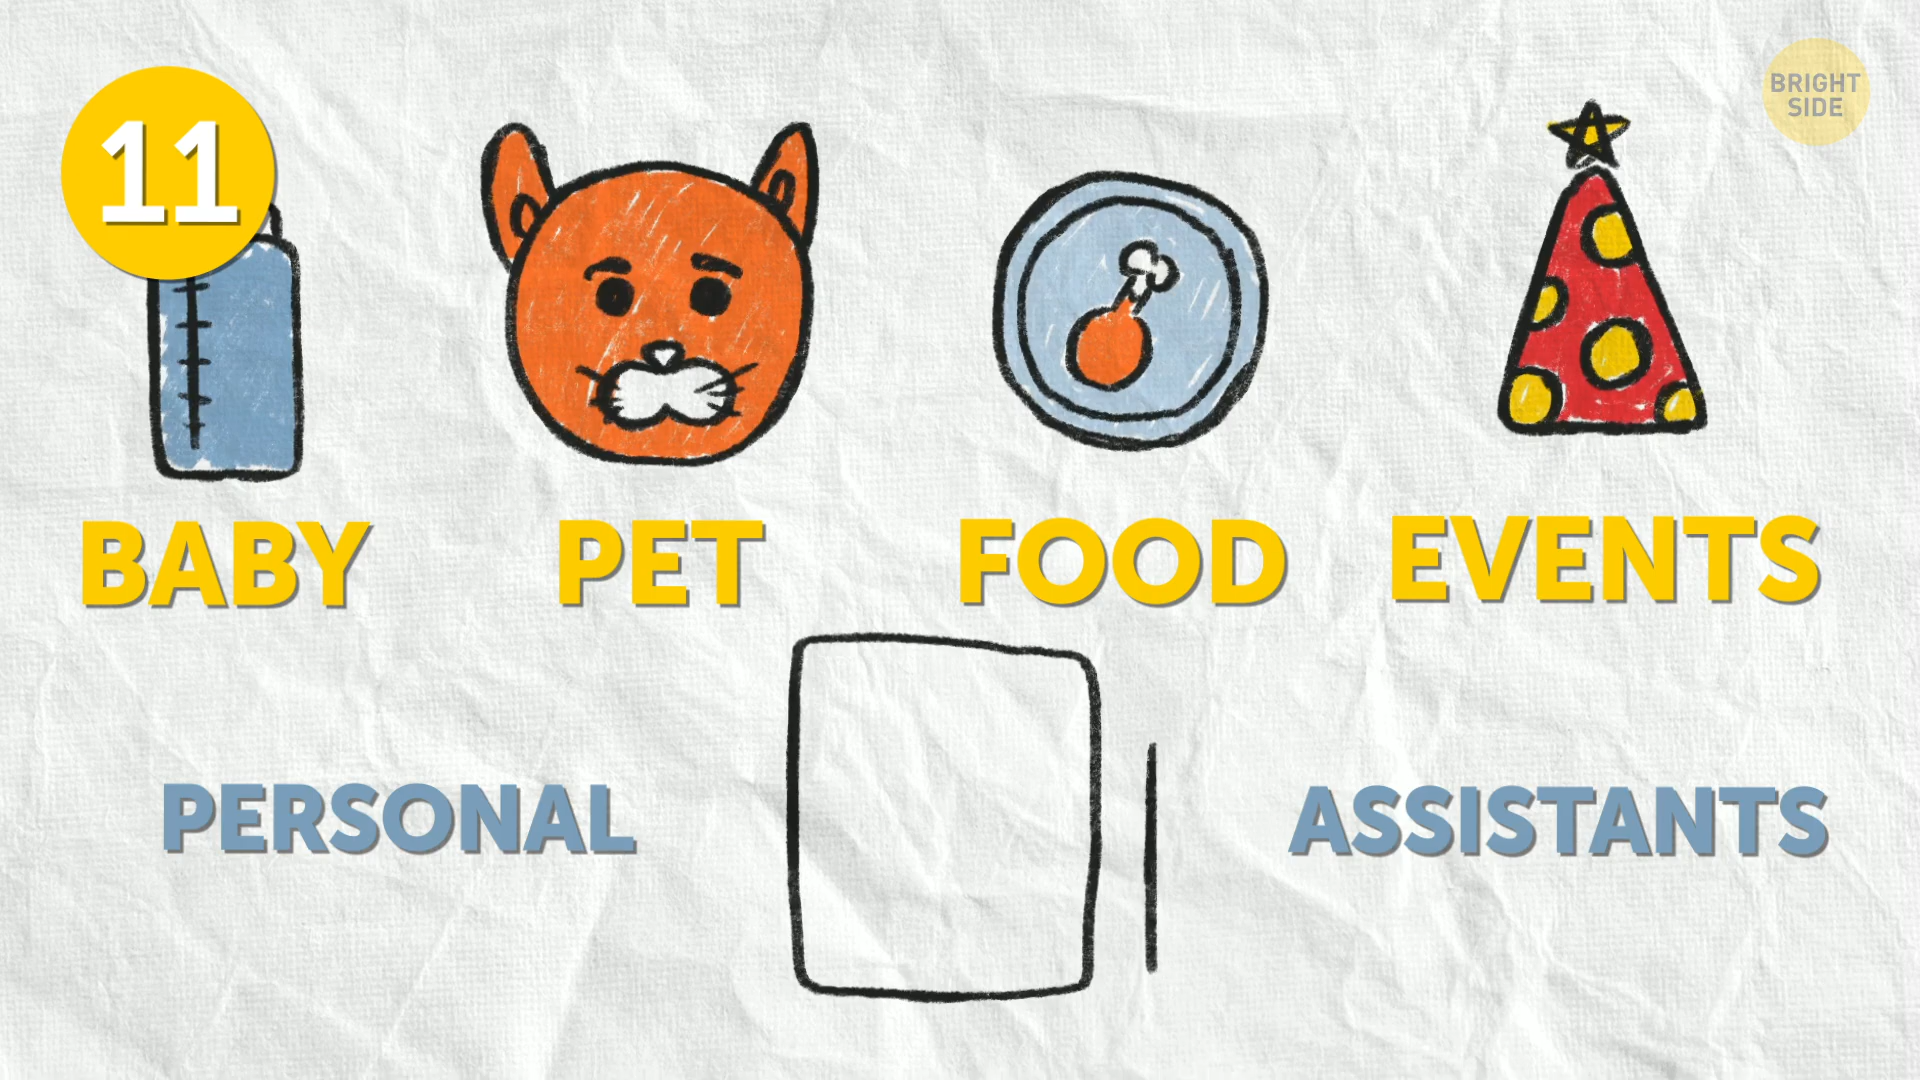 11
BRIGHT
SIDE
BABY PET FOOD EVENTS
PERSONAL ASSISTANTS